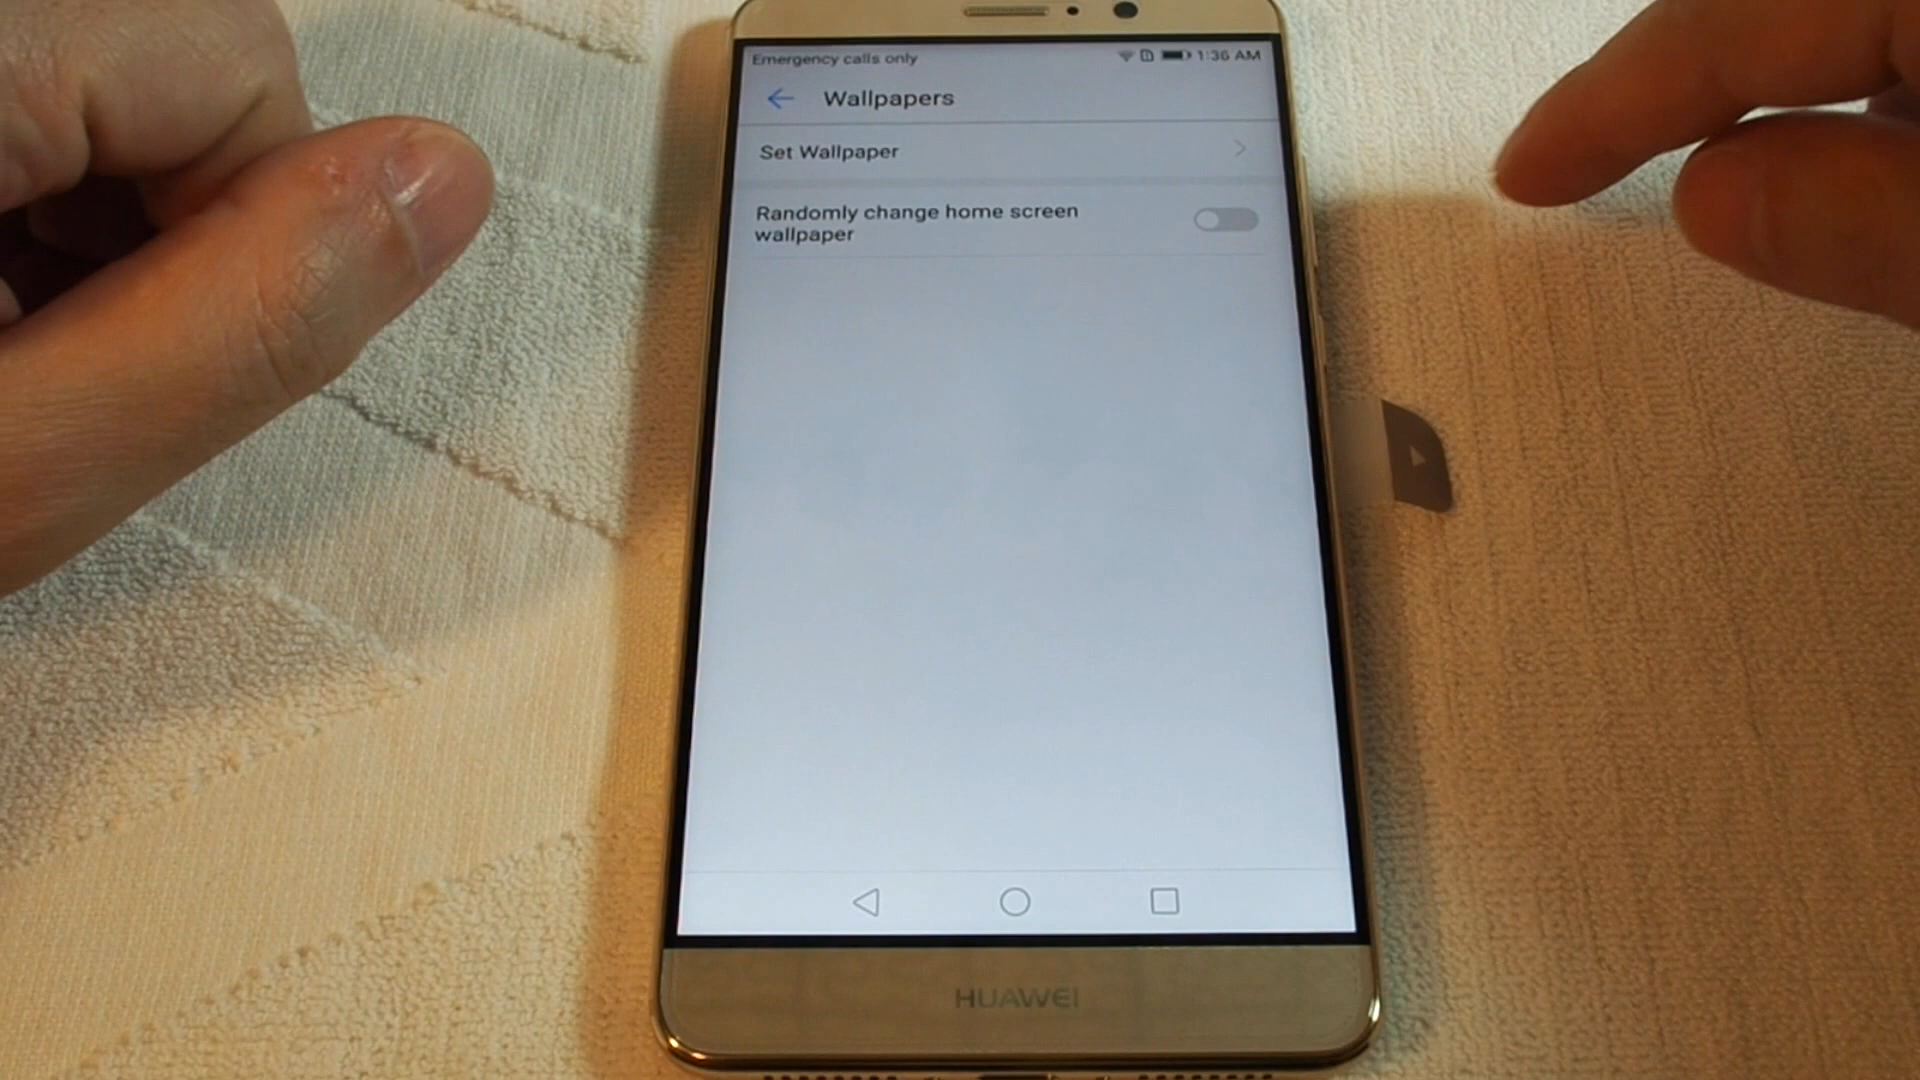 Emergency calls only 1:36 AM
Wallpapers
Set Wallpaper
Randomly change home screen
wallpaper
HUAWEI